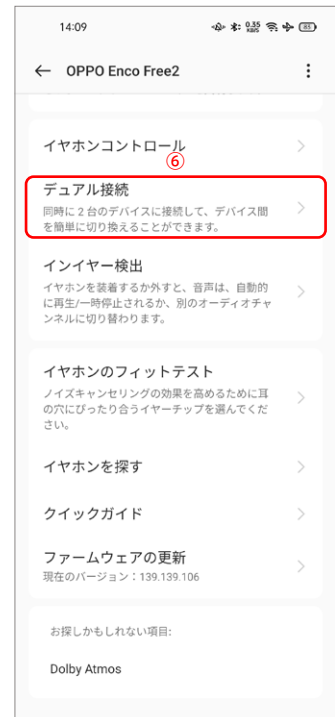 14:09 0.35 KB/S 85
← OPPO Enco Free2
イヤホンコントロール
⑥
デュアル接続
同時に2台のデバイスに接続して、デバイス間
を簡単に切り換えることができます。
インイヤー検出
イヤホンを装着するか外すと、音声は、自動的
に再生/一時停止されるか、別のオーディオチャ
ンネルに切り替わります。
イヤホンのフィットテスト
ノイズキャンセリングの効果を高めるために耳
の穴にぴったり合うイヤーチップを選んでくだ
さい。
イヤホンを探す
クイックガイド
ファームウェアの更新
現在のバージョン：139.139.106
お探しかもしれない項目:
Dolby Atmos